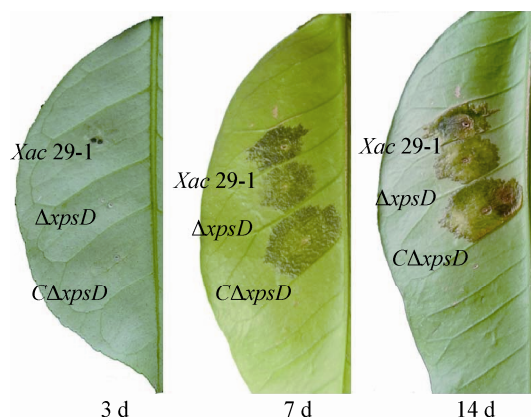 Xac 29-1
ΔxpsD
CΔxpsD
3 d
Xac 29-1
ΔxpsD
CΔxpsD
7 d
Xac 29-1
ΔxpsD
CΔxpsD
14 d